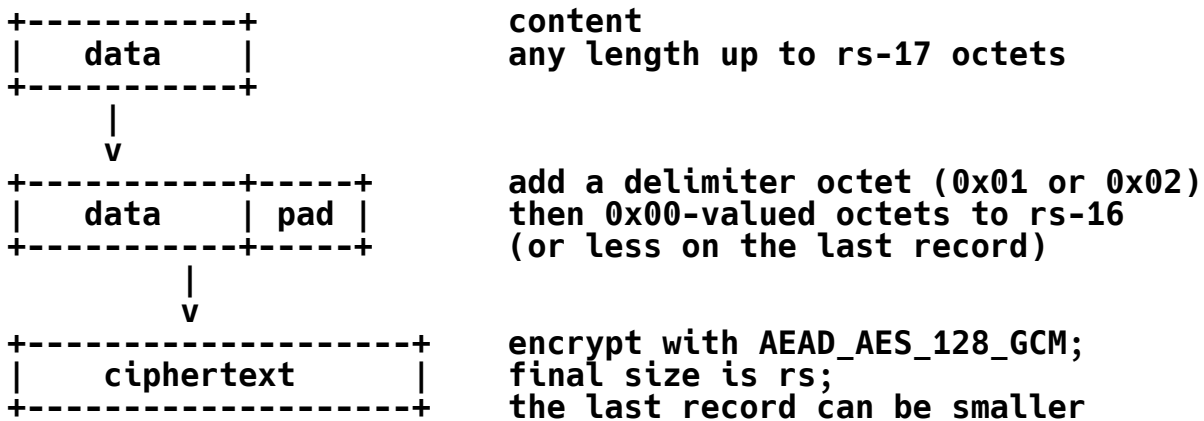 +-----------+ content
| data | any length up to rs-17 octets
+-----------+
|
v
+-----------+-----+ add a delimiter octet (0x01 or 0x02)
| data | pad | then 0x00-valued octets to rs-16
+-----------+-----+ (or less on the last record)
|
v
+--------------------+ encrypt with AEAD_AES_128_GCM;
| ciphertext | final size is rs;
+--------------------+ the last record can be smaller